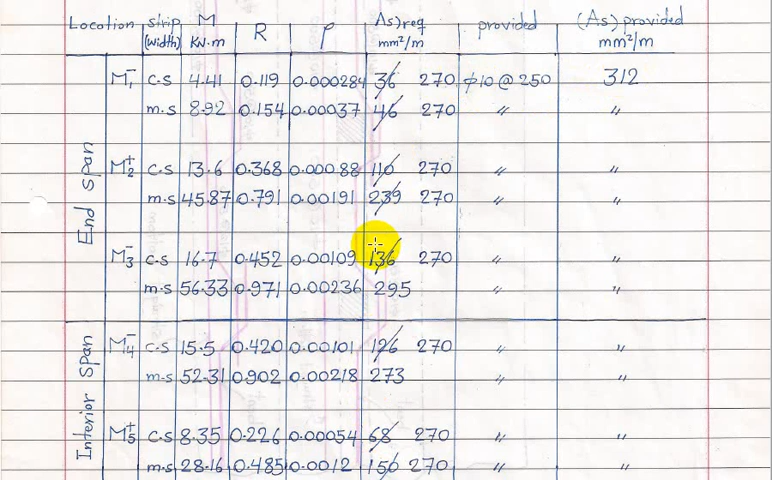 Location strip (width) M KN.m R ρ As)req mm²/m provided (As)provided mm²/m
End span
M₁⁻ c.s 4.41 0.119 0.000284 36 270 ϕ10@250 312
m.s 8.92 0.154 0.00037 46 270 〃 〃
M₂⁺ c.s 13.6 0.368 0.00088 110 270 〃 〃
m.s 45.87 0.791 0.00191 239 270 〃 〃
M₃⁻ c.s 16.7 0.452 0.00109 136 270 〃 〃
m.s 56.33 0.971 0.00236 295 〃 〃
Interior span
M₄⁻ c.s 15.5 0.420 0.00101 126 270 〃 〃
m.s 52.31 0.902 0.00218 273 〃 〃
M₅⁺ c.s 8.35 0.226 0.00054 68 270 〃 〃
m.s 28.16 0.485 0.0012 150 270 〃 〃